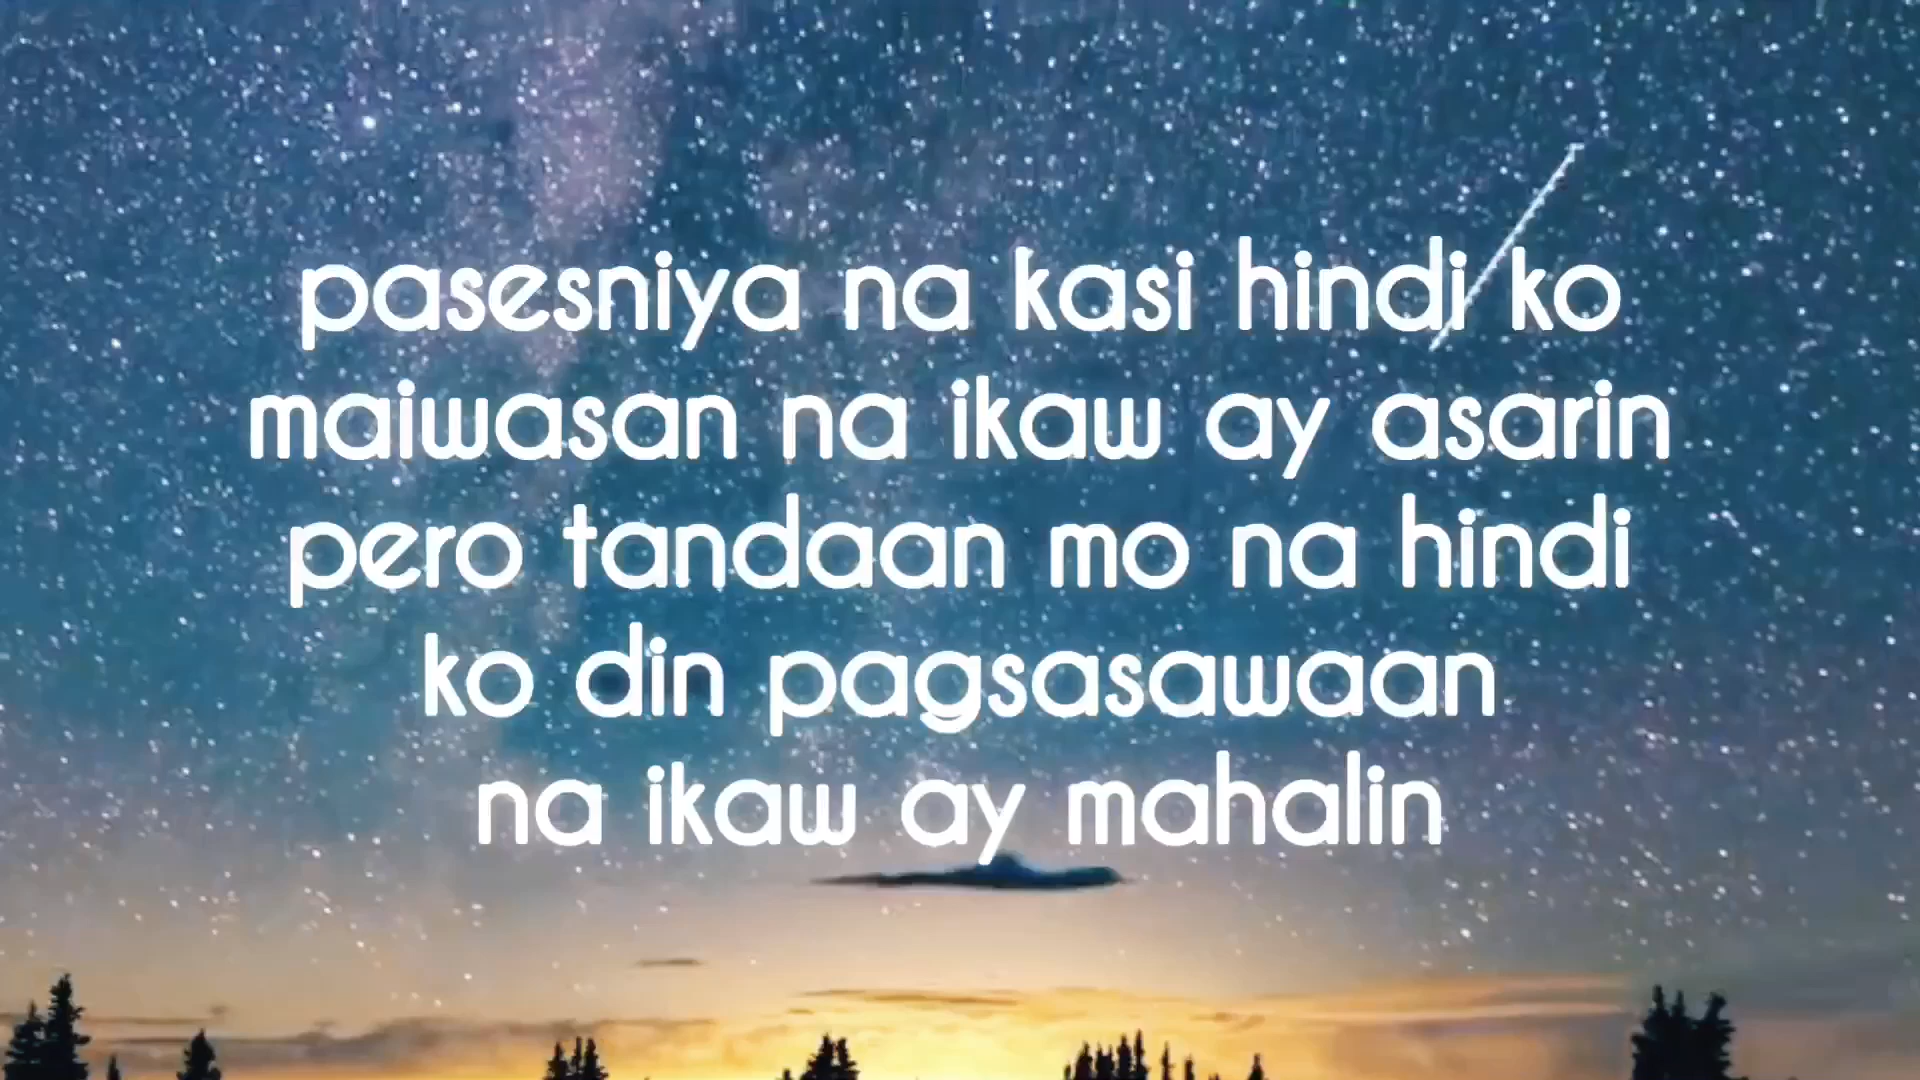 pasesniya na kasi hindi ko
maiwasan na ikaw ay asarin
pero tandaan mo na hindi
ko din pagsasawaan
na ikaw ay mahalin